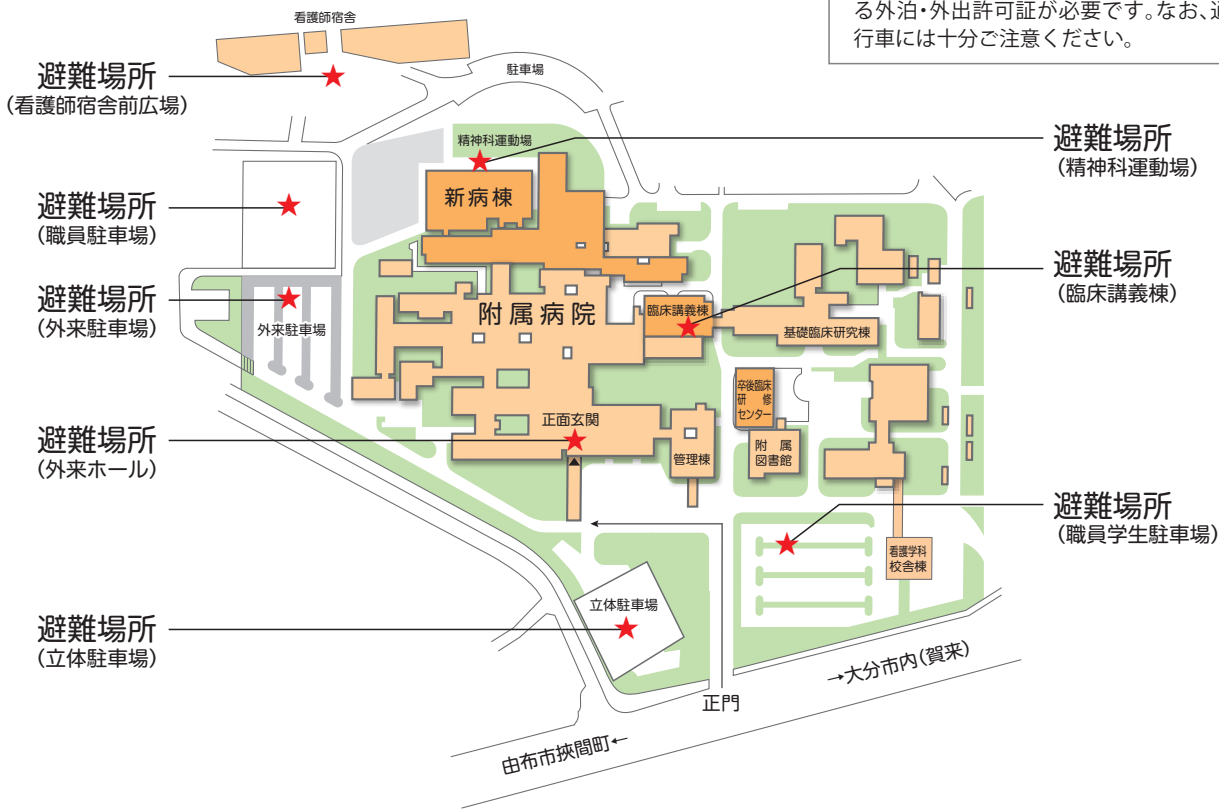 る外泊・外出許可証が必要です。なお、通
行車には十分ご注意ください。
看護師宿舎
避難場所
(看護師宿舎前広場)
駐車場
精神科運動場
避難場所
(精神科運動場)
新病棟
避難場所
(職員駐車場)
避難場所
(臨床講義棟)
避難場所
(外来駐車場)
外来駐車場
附属病院
臨床講義棟
基礎臨床研究棟
卒後臨床
研修
センター
避難場所
(外来ホール)
正面玄関
管理棟
附属
図書館
避難場所
(職員学生駐車場)
看護学科
校舎棟
避難場所
(立体駐車場)
立体駐車場
→大分市内(賀来)
正門
由布市挾間町←